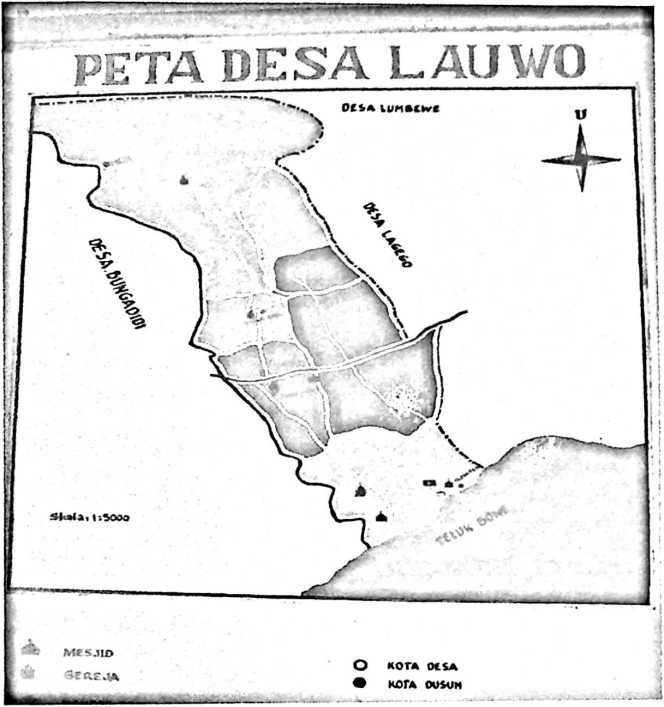 PETA DESA LAUWO
DESA LUMBEWE
U
DESA LAGEGO
DESA BUNGADIDI
Skala, 1:5000
TELUK BONE
MESJID
GEREJA
KOTA DESA
KOTA DUSUN